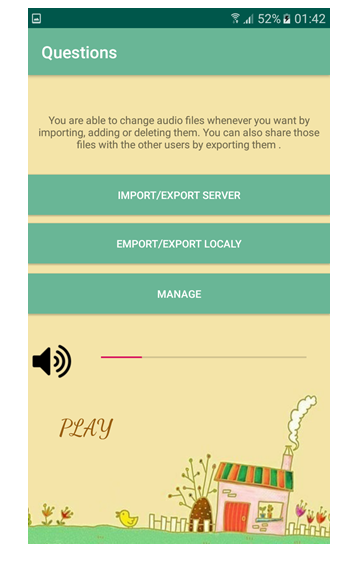 52% 01:42
Questions
You are able to change audio files whenever you want by
importing, adding or deleting them. You can also share those
files with the other users by exporting them .
IMPORT/EXPORT SERVER
EMPORT/EXPORT LOCALY
MANAGE
PLAY